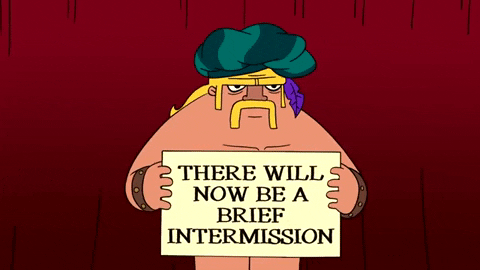 THERE WILL
NOW BE A
BRIEF
INTERMISSION